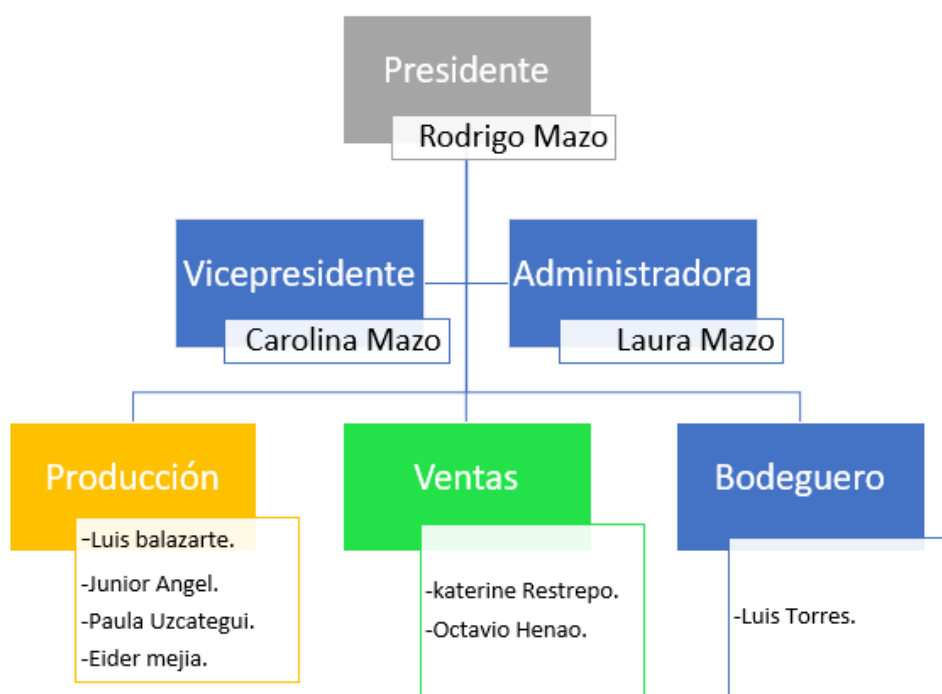 Presidente
Rodrigo Mazo
Vicepresidente
Carolina Mazo
Administradora
Laura Mazo
Producción
-Luis balazarte.
-Junior Angel.
-Paula Uzcategui.
-Eider mejia.
Ventas
-katerine Restrepo.
-Octavio Henao.
Bodeguero
-Luis Torres.